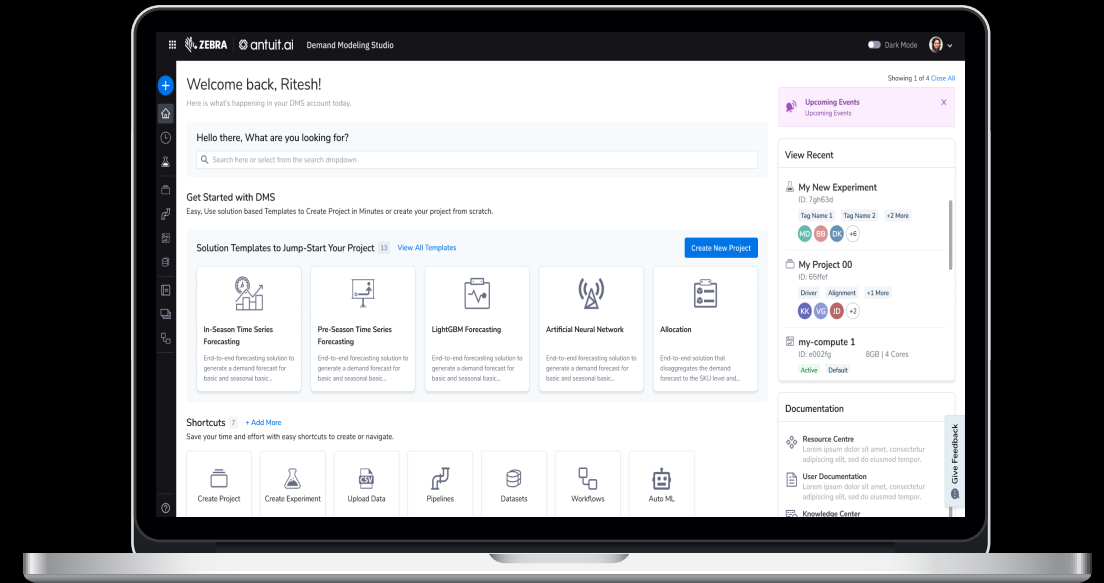 ZEBRA antuit.ai Demand Modeling Studio
Dark Mode
Welcome back, Ritesh!
Here is what's happening in your DMS account today.
Hello there, What are you looking for?
Search here or select from the search dropdown
Get Started with DMS
Easy, Use solution based Templates to Create Project in Minutes or create your project from scratch.
Solution Templates to Jump-Start Your Project 13 View All Templates
Create New Project
In-Season Time Series
Forecasting
End-to-end forecasting solution to
generate a demand forecast for
basic and seasonal basic...
Pre-Season Time Series
Forecasting
End-to-end forecasting solution to
generate a demand forecast for
basic and seasonal basic...
LightGBM Forecasting
End-to-end forecasting solution to
generate a demand forecast for
basic and seasonal basic...
Artificial Neural Network
End-to-end forecasting solution to
generate a demand forecast for
basic and seasonal basic...
Allocation
End-to-end solution that
disaggregates the demand
forecast to the SKU level and...
Shortcuts 7 + Add More
Save your time and effort with easy shortcuts to create or navigate.
Create Project
Create Experiment
CSV
Upload Data
Pipelines
Datasets
Workflows
Auto ML
Showing 1 of 4 Close All
Upcoming Events X
Upcoming Events
View Recent
My New Experiment
ID: 7gh63d
Tag Name 1 Tag Name 2 +2 More
MD BB DK +6
My Project 00
ID: 65ffef
Driver Alignment +1 More
KK VG JD +2
my-compute 1
ID: e002fg 8GB | 4 Cores
Active Default
Documentation
Resource Centre
Lorem ipsum dolor sit amet, consectetur
adipiscing elit, sed do eiusmod tempor.
User Documentation
Lorem ipsum dolor sit amet, consectetur
adipiscing elit, sed do eiusmod tempor.
Knowledge Center
Give Feedback